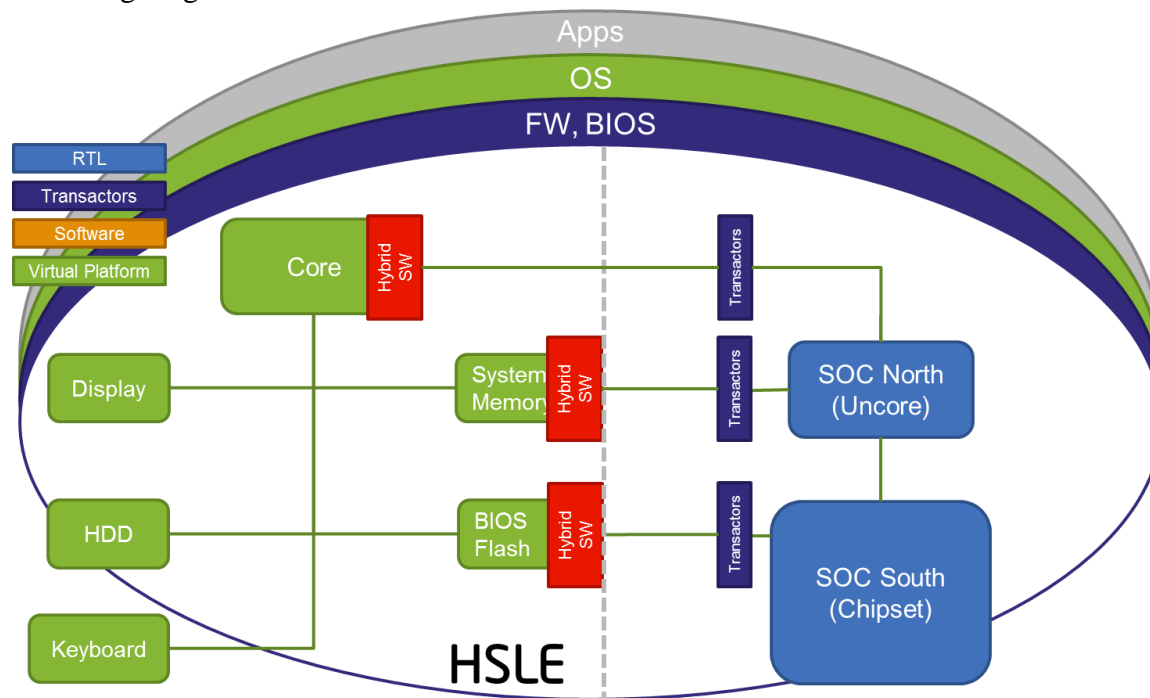 Apps
OS
FW, BIOS
RTL
Transactors
Software
Virtual Platform
Core
Hybrid
SW
Transactors
Display
System
Memory
Hybrid
SW
Transactors
SOC North
(Uncore)
HDD
BIOS
Flash
Hybrid
SW
Transactors
SOC South
(Chipset)
Keyboard
HSLE